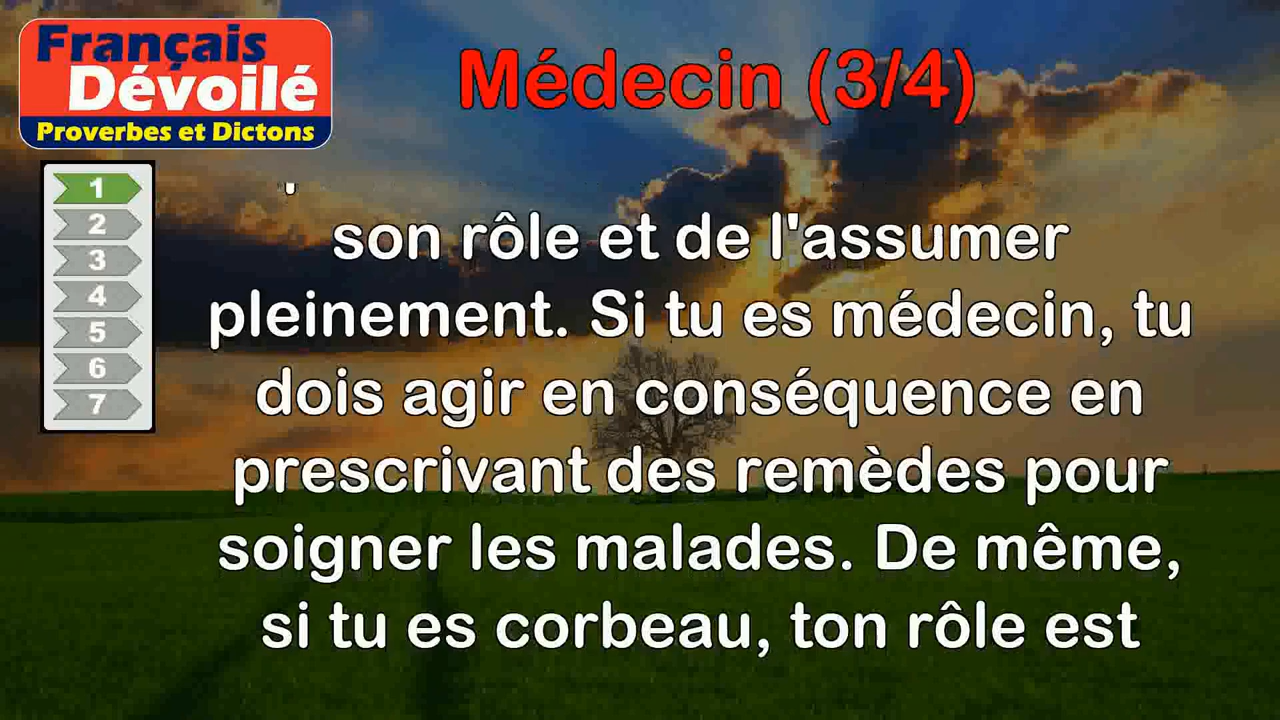 Français
Dévoilé
Proverbes et Dictons
Médecin (3/4)
1
2
3
4
5
6
7
son rôle et de l'assumer
pleinement. Si tu es médecin, tu
dois agir en conséquence en
prescrivant des remèdes pour
soigner les malades. De même,
si tu es corbeau, ton rôle est